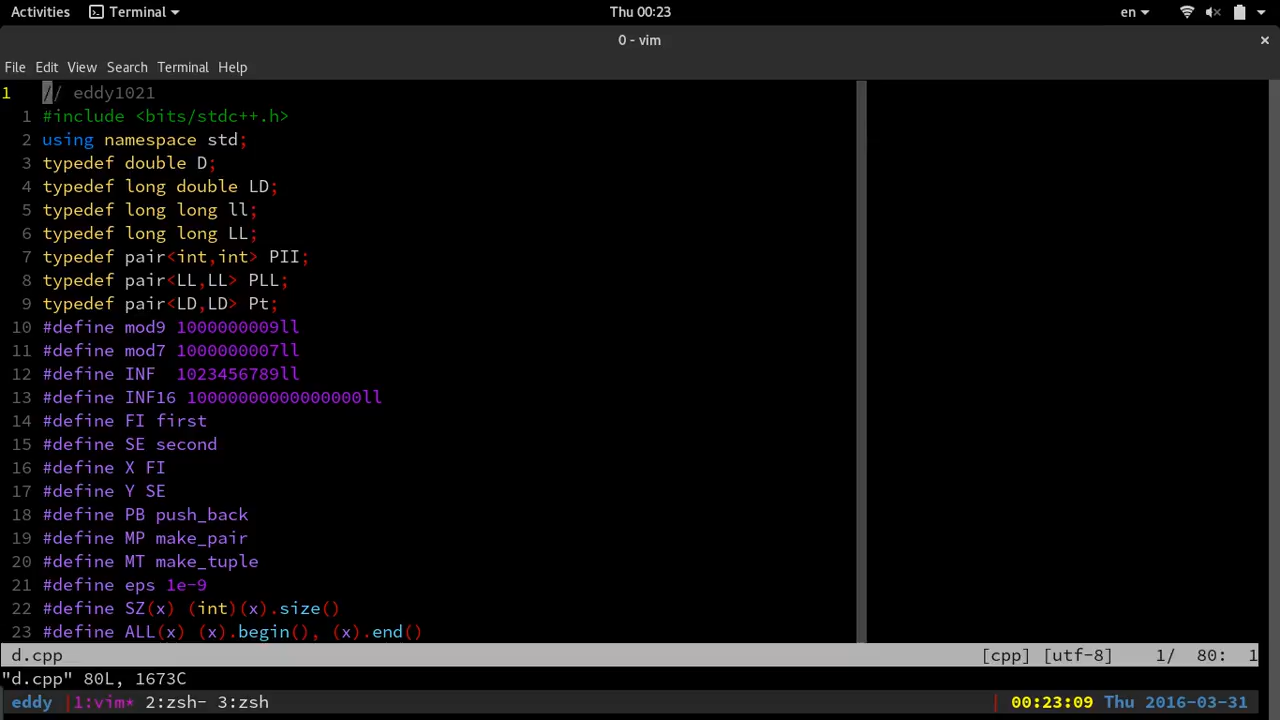 Activities Terminal Thu 00:23 en
0 - vim
File Edit View Search Terminal Help
1 // eddy1021
1 #include <bits/stdc++.h>
2 using namespace std;
3 typedef double D;
4 typedef long double LD;
5 typedef long long ll;
6 typedef long long LL;
7 typedef pair<int,int> PII;
8 typedef pair<LL,LL> PLL;
9 typedef pair<LD,LD> Pt;
10 #define mod9 1000000009ll
11 #define mod7 1000000007ll
12 #define INF  1023456789ll
13 #define INF16 10000000000000000ll
14 #define FI first
15 #define SE second
16 #define X FI
17 #define Y SE
18 #define PB push_back
19 #define MP make_pair
20 #define MT make_tuple
21 #define eps 1e-9
22 #define SZ(x) (int)(x).size()
23 #define ALL(x) (x).begin(), (x).end()
d.cpp [cpp] [utf-8] 1/ 80: 1
"d.cpp" 80L, 1673C
eddy |1:vim* 2:zsh- 3:zsh | 00:23:09 Thu 2016-03-31